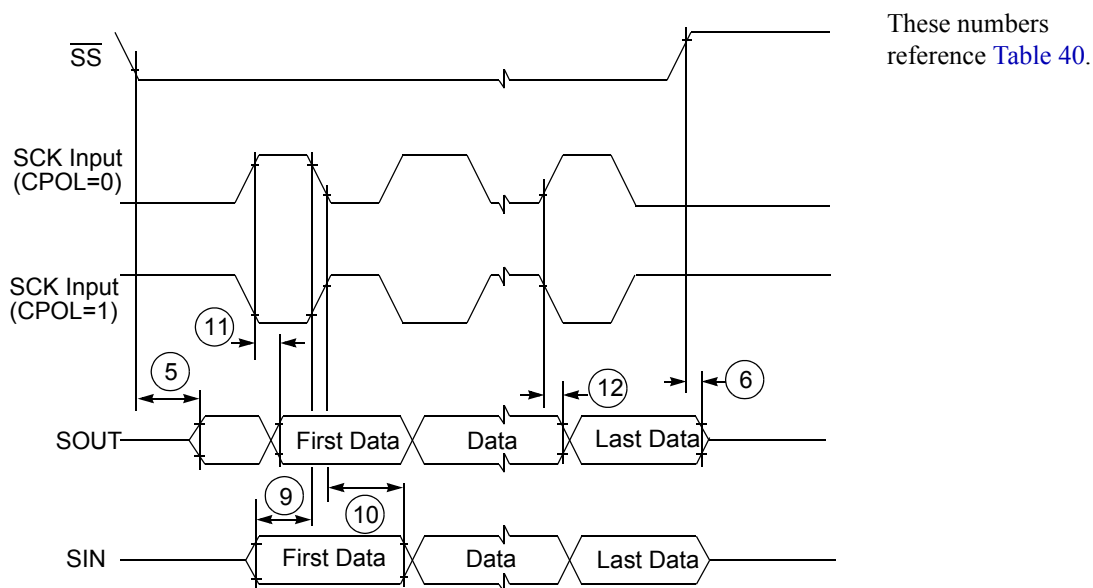 These numbers
reference Table 40.
SS
SCK Input
(CPOL=0)
SCK Input
(CPOL=1)
11
5
12
6
SOUT
First Data
Data
Last Data
9
10
SIN
First Data
Data
Last Data